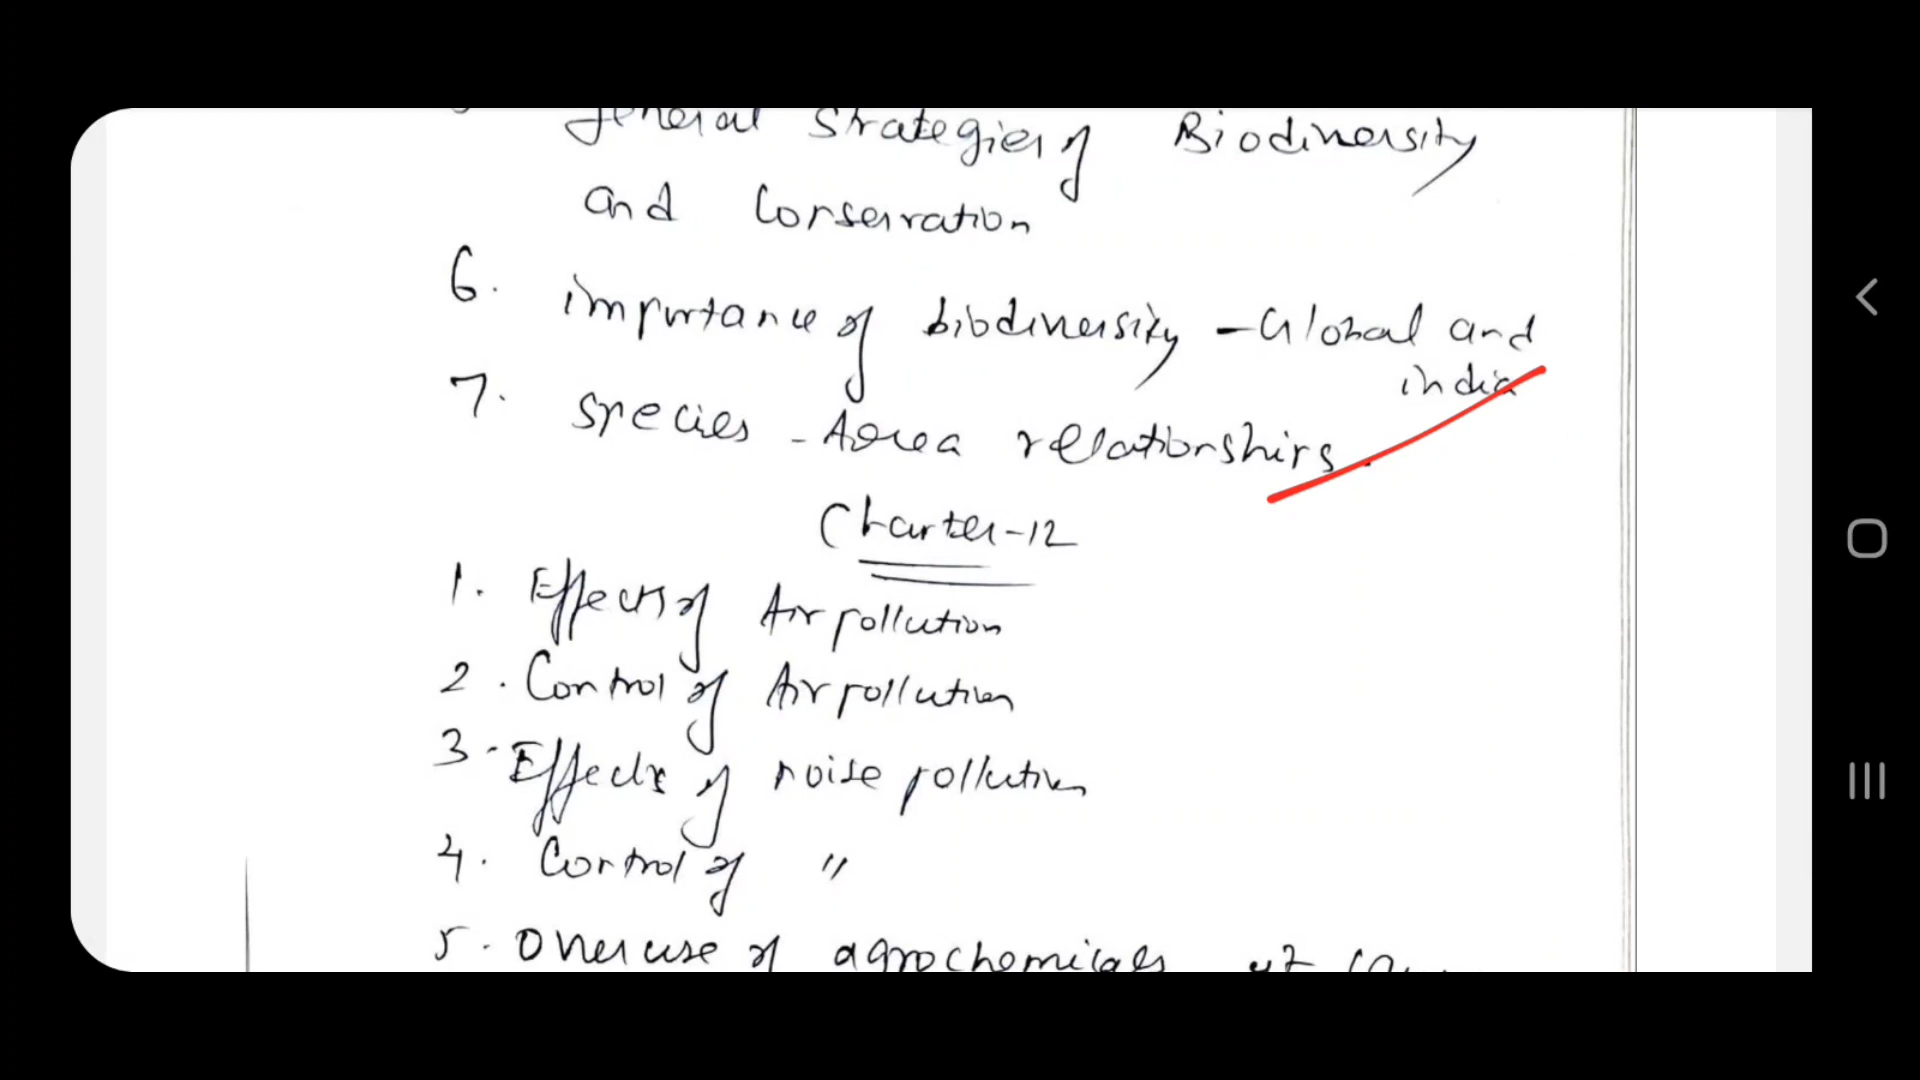 General Strategies of Biodiversity
and Conservation
6. importance of biodiversity - Global and
india
7. species - Area relationships.
Chapter-12
1. Effects of Air pollution
2. Control of Air pollution
3. Effects of noise pollution
4. Control of "
5. Overuse of agrochemicals